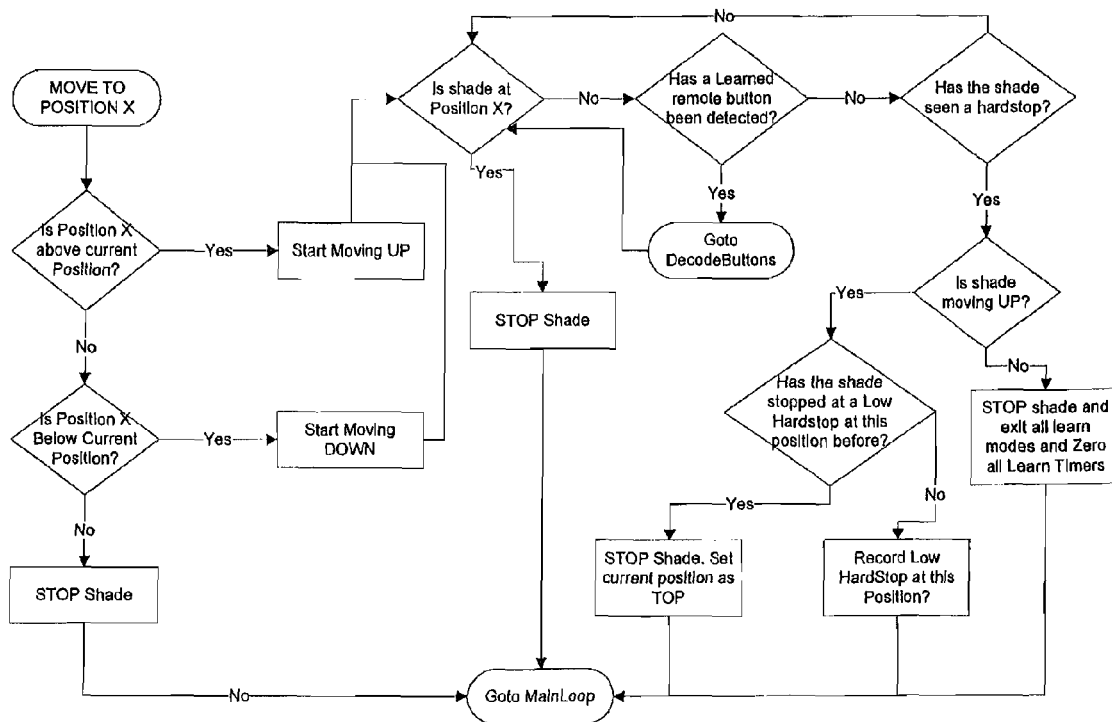 MOVE TO
POSITION X
Is Position X
above current
Position?
Yes
Start Moving UP
No
Is Position X
Below Current
Position?
Yes
Start Moving
DOWN
No
STOP Shade
No
Is shade at
Position X?
No
Yes
STOP Shade
Has a Learned
remote button
been detected?
No
Yes
Goto
DecodeButtons
Has the shade
seen a hardstop?
No
Yes
Is shade
moving UP?
Yes
No
Has the shade
stopped at a Low
Hardstop at this
position before?
Yes
No
STOP shade and
exit all learn
modes and Zero
all Learn Timers
STOP Shade. Set
current position as
TOP
Record Low
HardStop at this
Position?
Goto MainLoop